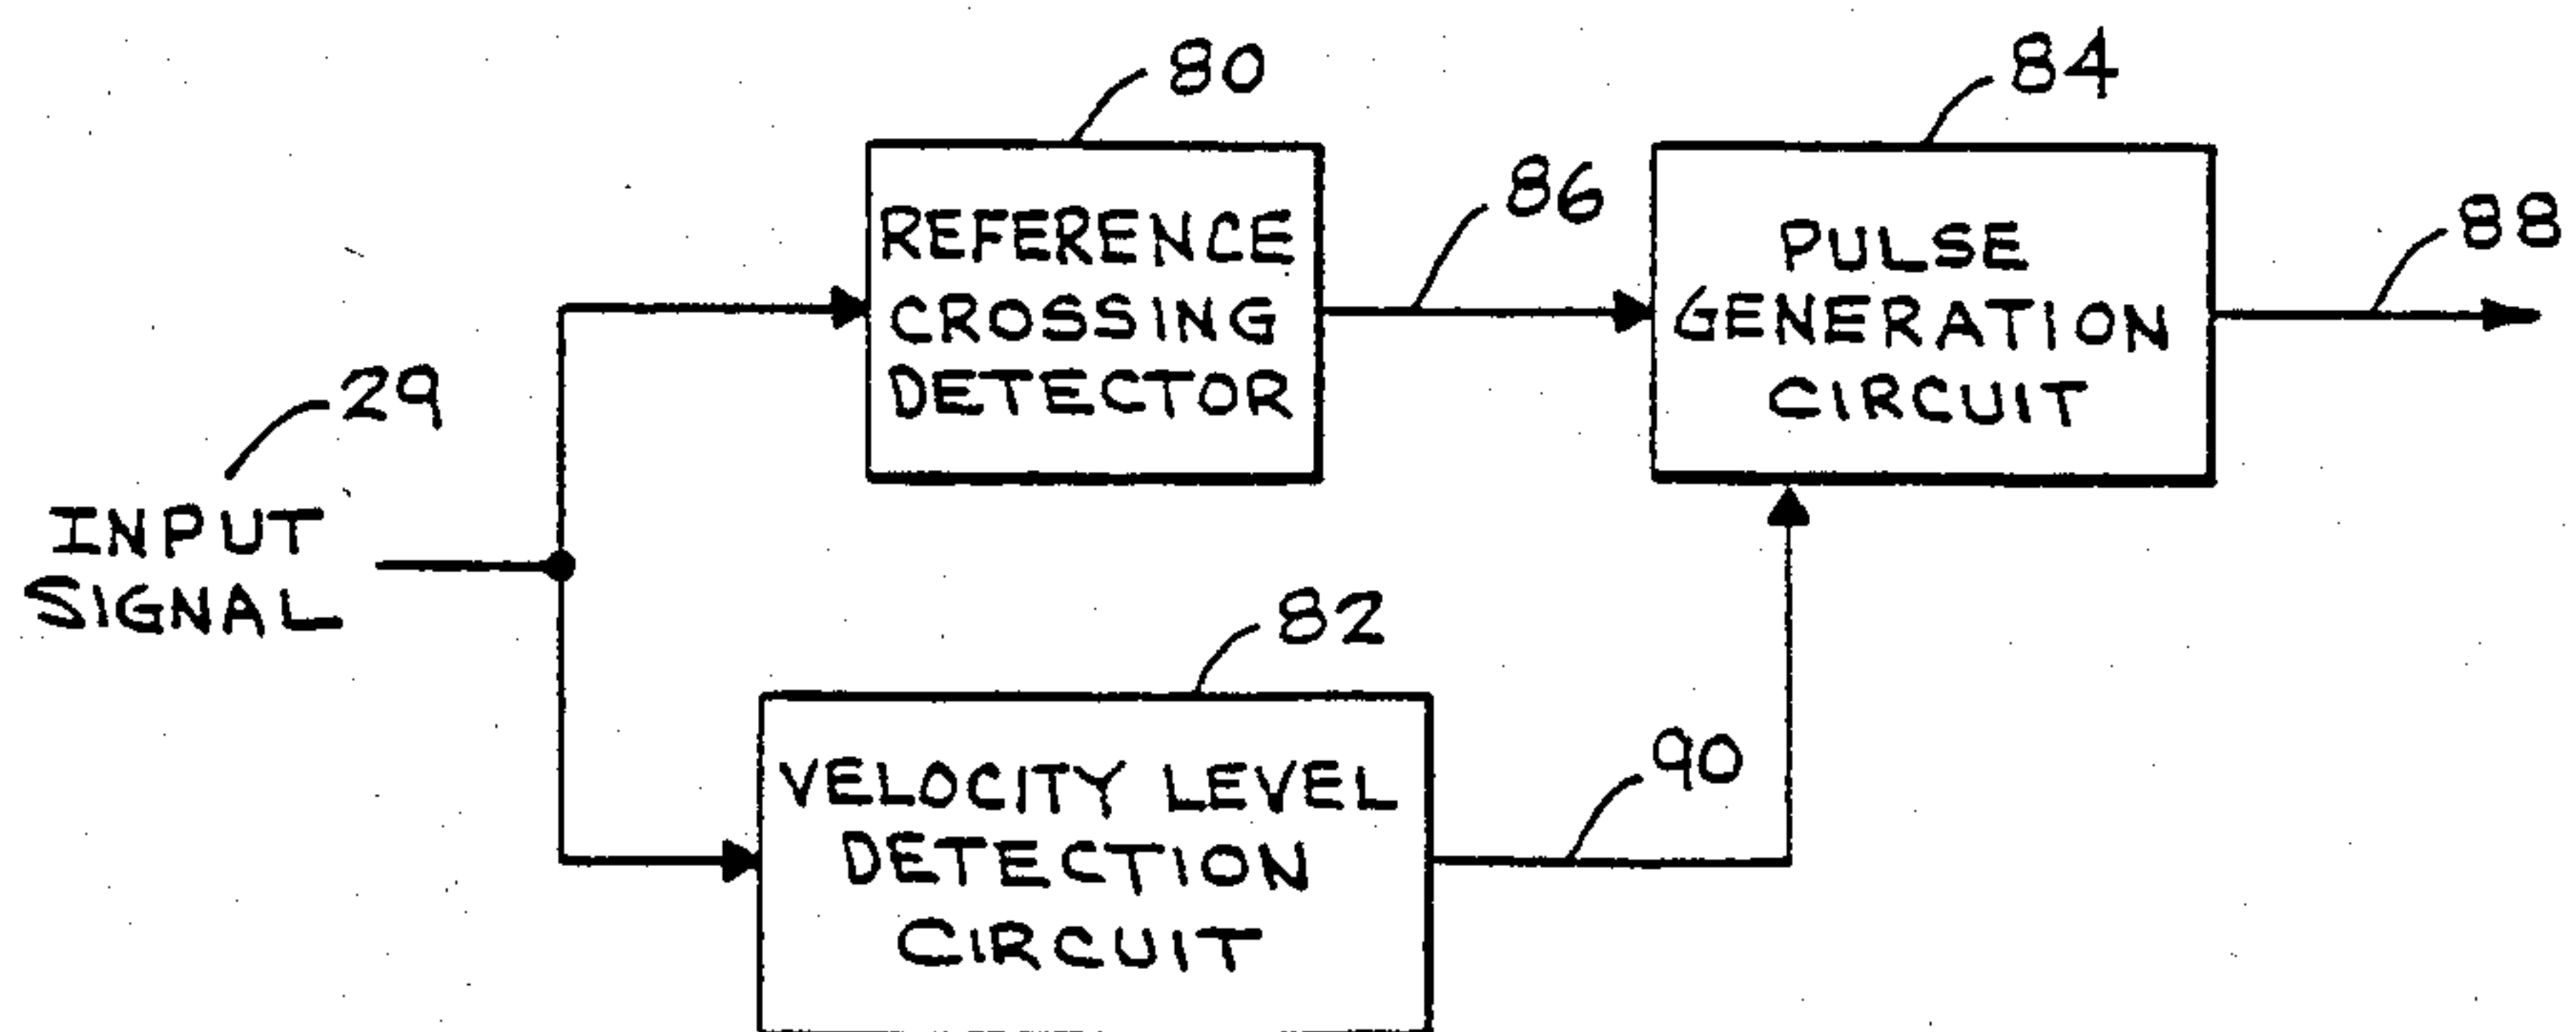 80
84
REFERENCE
CROSSING
DETECTOR
86
PULSE
GENERATION
CIRCUIT
88
29
INPUT
SIGNAL
82
VELOCITY LEVEL
DETECTION
CIRCUIT
90